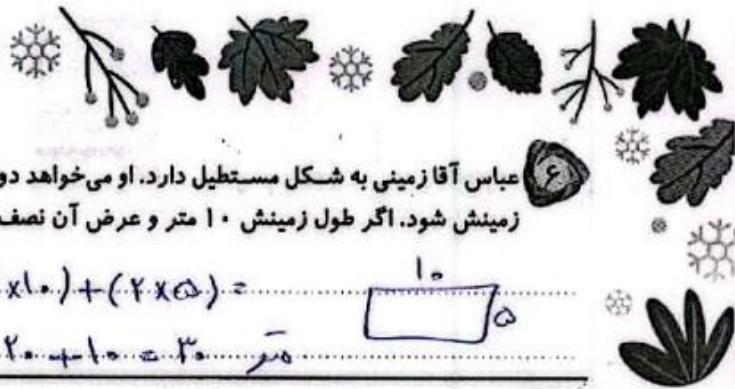 ۶ عباس آقا زمینی به شکل مستطیل دارد. او می‌خواهد دو
زمینش شود. اگر طول زمینش ۱۰ متر و عرض آن نصف
×۱۰) + (۲×۵) =
۱۰
۵
۲۰ + ۱۰ = ۳۰ متر